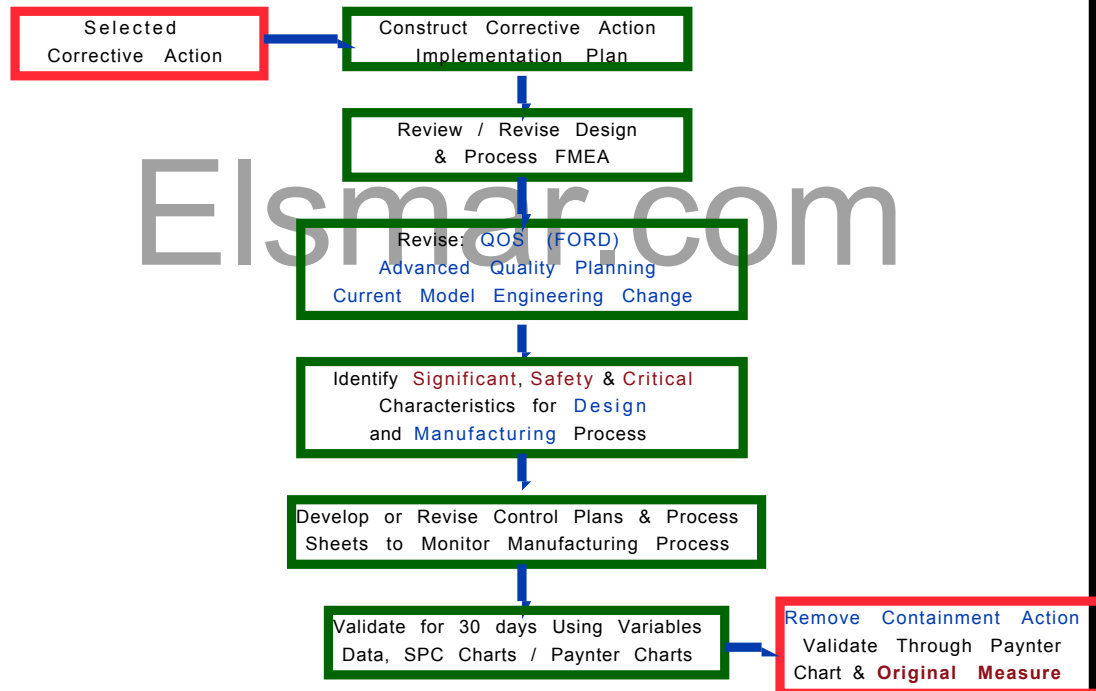 Selected
Corrective Action
Construct Corrective Action
Implementation Plan
Review / Revise Design
& Process FMEA
Elsmar.com
Revise: QOS (FORD)
Advanced Quality Planning
Current Model Engineering Change
Identify Significant, Safety & Critical
Characteristics for Design
and Manufacturing Process
Develop or Revise Control Plans & Process
Sheets to Monitor Manufacturing Process
Validate for 30 days Using Variables
Data, SPC Charts / Paynter Charts
Remove Containment Action
Validate Through Paynter
Chart & Original Measure